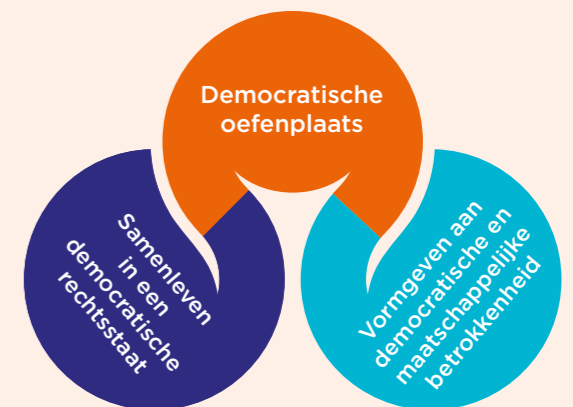 Democratische
oefenplaats
Samenleven
in een
democratische
rechtsstaat
Vormgeven aan
democratische en
maatschappelijke
betrokkenheid